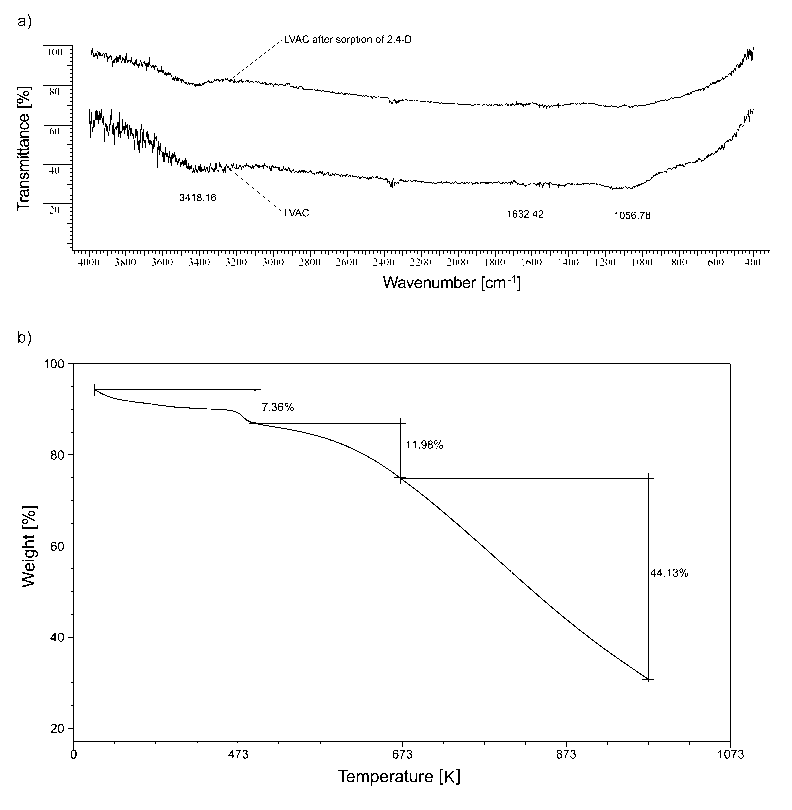 a)
LVAC after sorption of 2.4-D
100
80
60
40
20
Transmittance [%]
3418.16
LVAC
1632.42
1056.78
4000 3800 3600 3400 3200 3000 2800 2600 2400 2200 2000 1800 1600 1400 1200 1000 800 600 400
Wavenumber [cm-1]
b)
100
80
60
40
20
Weight [%]
7.36%
11.98%
44.13%
0 473 673 873 1073
Temperature [K]